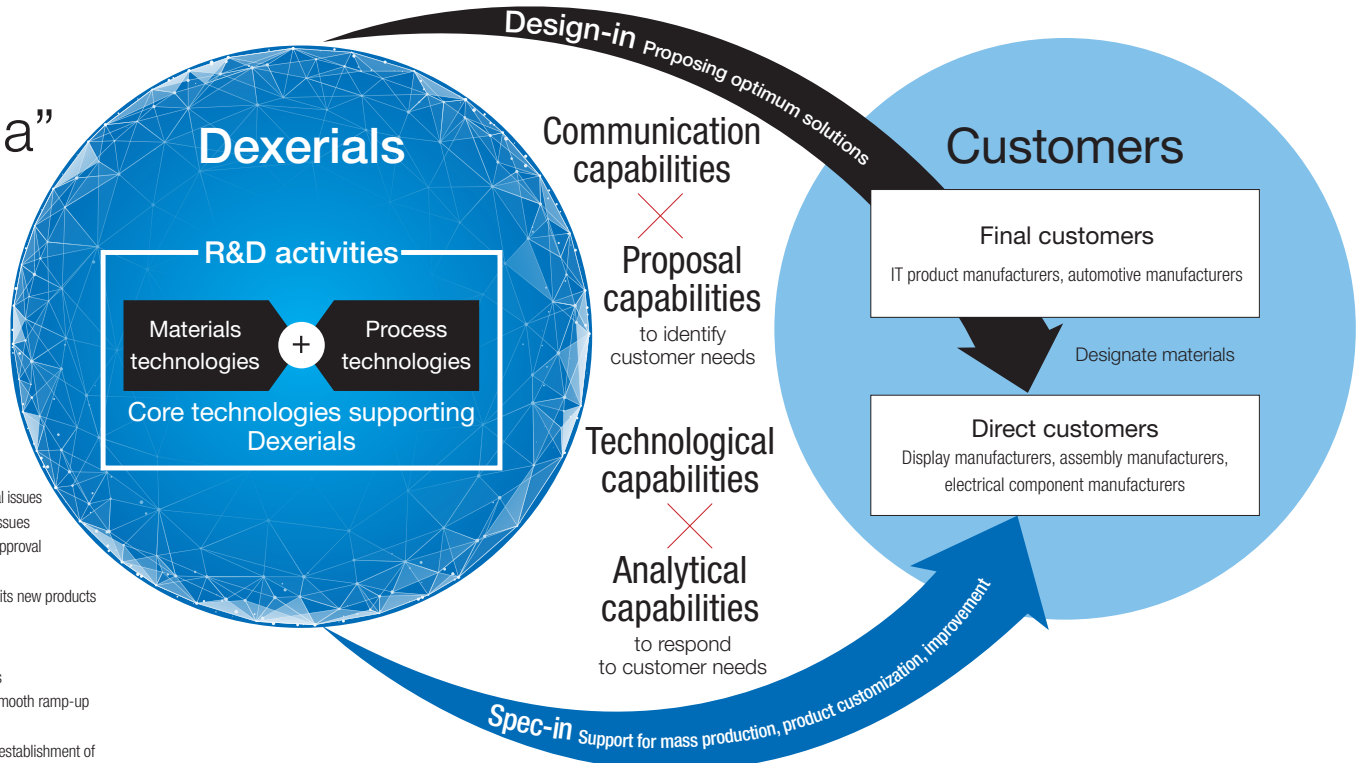 a”
al issues
ssues
pproval
its new products
s
mooth ramp-up
establishment of
Dexerials
R&D activities
Materials
technologies
+
Process
technologies
Core technologies supporting
Dexerials
Design-in Proposing optimum solutions
Communication
capabilities
Proposal
capabilities
to identify
customer needs
Technological
capabilities
Analytical
capabilities
to respond
to customer needs
Spec-in Support for mass production, product customization, improvement
Customers
Final customers
IT product manufacturers, automotive manufacturers
Designate materials
Direct customers
Display manufacturers, assembly manufacturers,
electrical component manufacturers